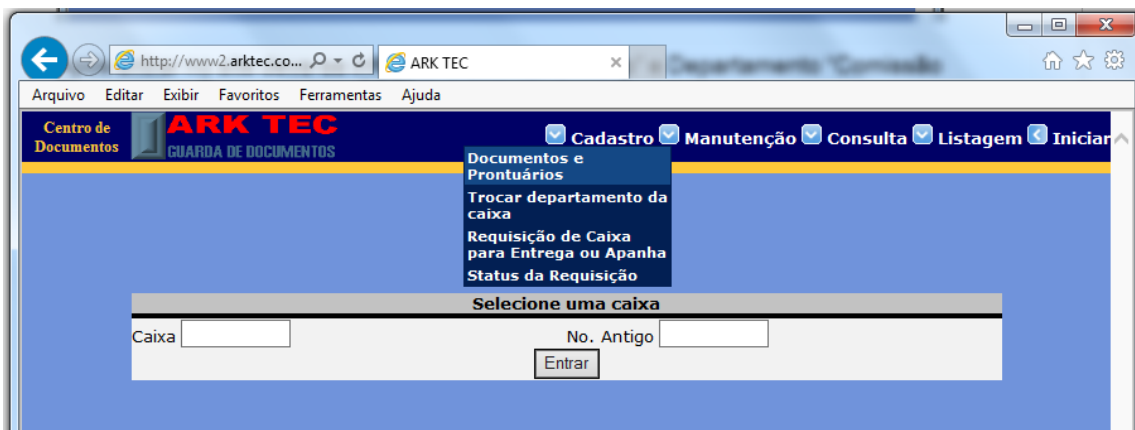 e Departamento "Comissão
http://www2.arktec.co...
ARK TEC
Arquivo Editar Exibir Favoritos Ferramentas Ajuda
Centro de
Documentos
ARK TEC
GUARDA DE DOCUMENTOS
Cadastro Manutenção Consulta Listagem Iniciar
Documentos e
Prontuários
Trocar departamento da
caixa
Requisição de Caixa
para Entrega ou Apanha
Status da Requisição
Selecione uma caixa
Caixa No. Antigo
Entrar